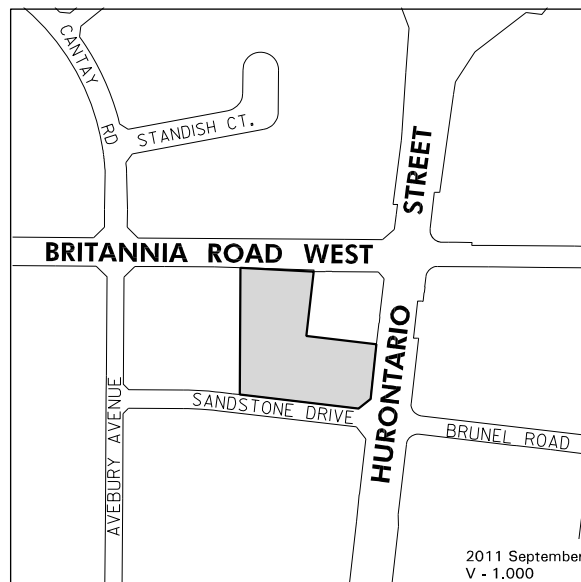 CANTAY RD
STANDISH CT.
STREET
BRITANNIA ROAD WEST
HURONTARIO
AVEBURY AVENUE
SANDSTONE DRIVE
BRUNEL ROAD
2011 September
V - 1.000